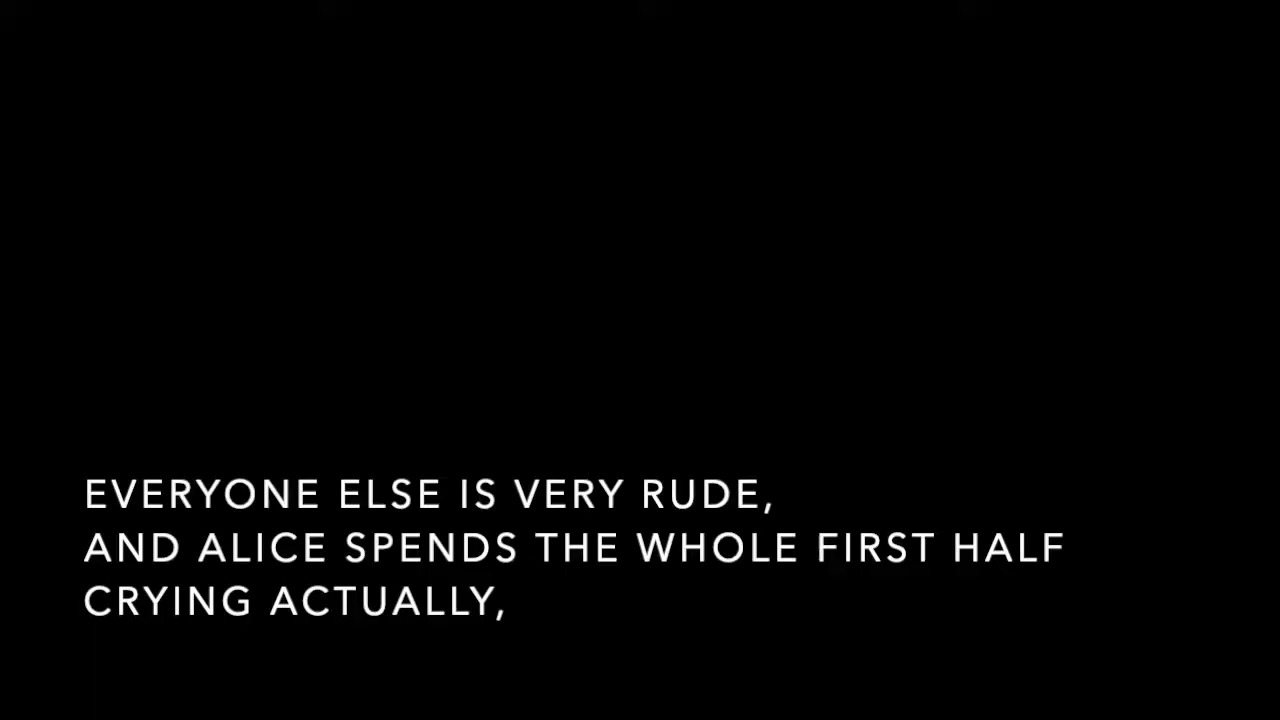 EVERYONE ELSE IS VERY RUDE,
AND ALICE SPENDS THE WHOLE FIRST HALF
CRYING ACTUALLY,